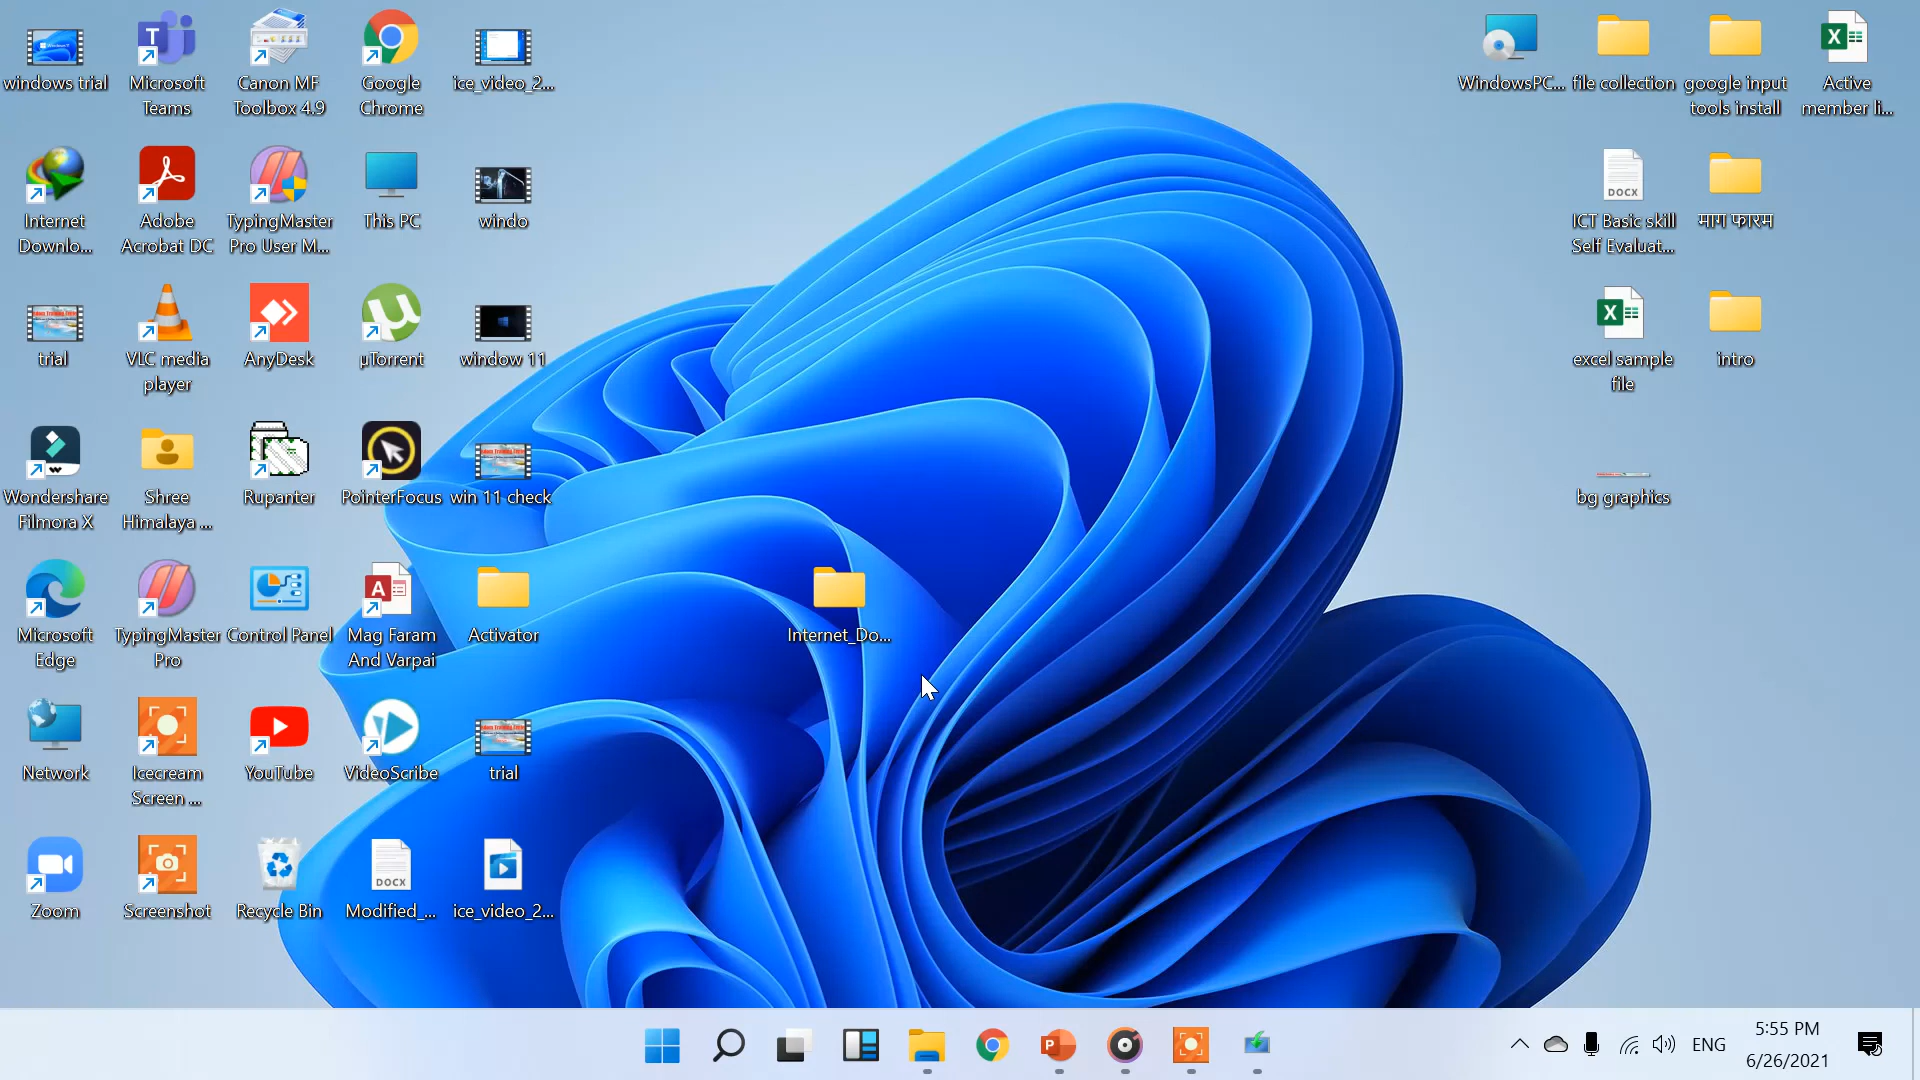 windows trial
Microsoft
Teams
Canon MF
Toolbox 4.9
Google
Chrome
ice_video_2...
WindowsPC...
file collection
google input
tools install
Active
member li...
Internet
Downlo...
Adobe
Acrobat DC
TypingMaster
Pro User M...
This PC
windo
DOCX
ICT Basic skill
Self Evaluat...
माग फारम
trial
VLC media
player
AnyDesk
µTorrent
window 11
excel sample
file
intro
Wondershare
Filmora X
Shree
Himalaya ...
Rupanter
PointerFocus
win 11 check
bg graphics
Microsoft
Edge
TypingMaster
Pro
Control Panel
Mag Faram
And Varpai
Activator
Internet_Do...
Network
Icecream
Screen ...
YouTube
VideoScribe
trial
Zoom
Screenshot
Recycle Bin
DOCX
Modified_...
ice_video_2...
ENG
5:55 PM
6/26/2021